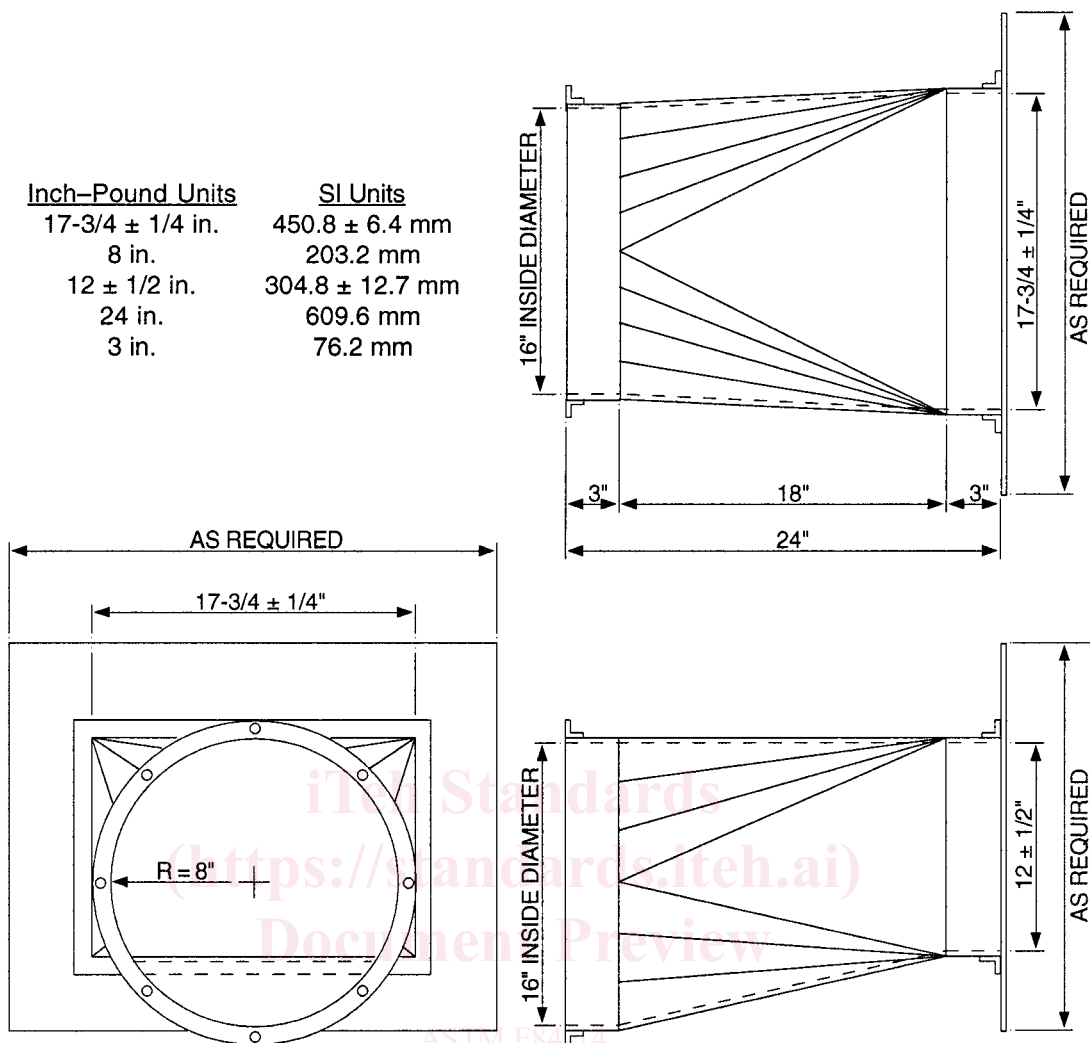 Inch–Pound Units SI Units
17-3/4 ± 1/4 in. 450.8 ± 6.4 mm
8 in. 203.2 mm
12 ± 1/2 in. 304.8 ± 12.7 mm
24 in. 609.6 mm
3 in. 76.2 mm
16" INSIDE DIAMETER
17-3/4 ± 1/4"
AS REQUIRED
3" 18" 3"
24"
AS REQUIRED
17-3/4 ± 1/4"
R = 8"
16" INSIDE DIAMETER
12 ± 1/2"
AS REQUIRED
iTeh Standards
(https://standards.iteh.ai)
Document Preview